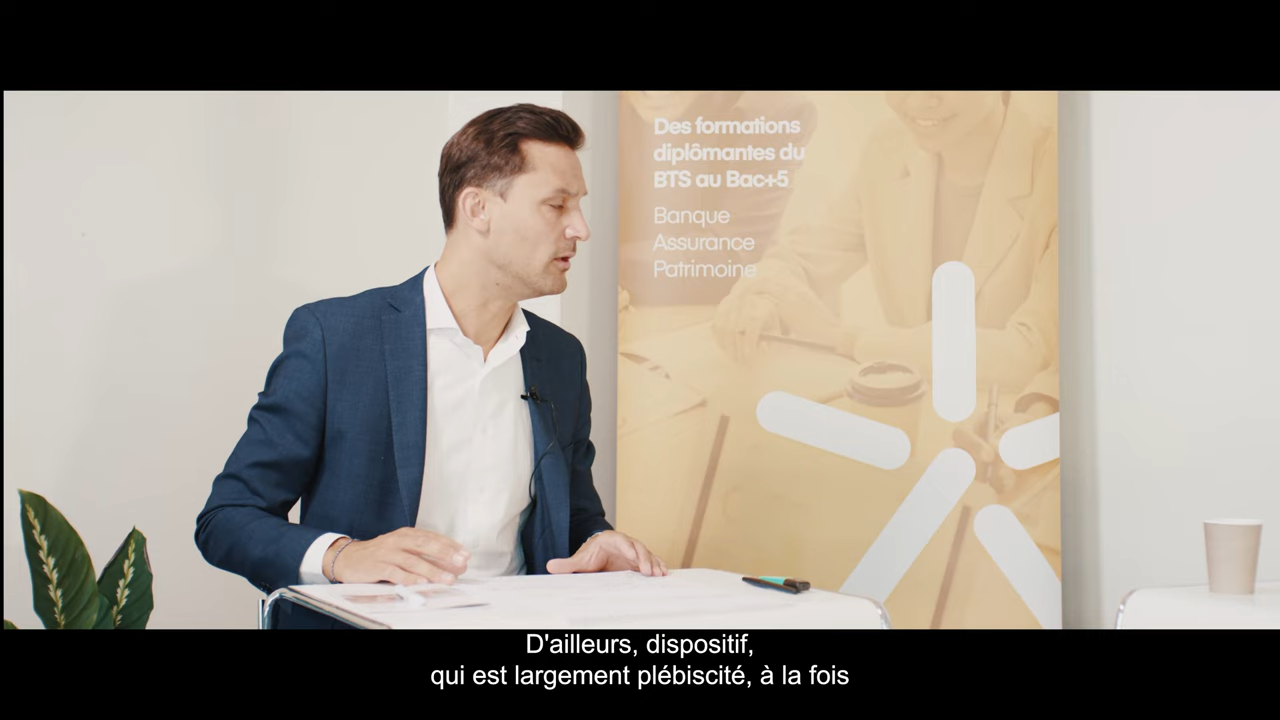 Des formations
diplômantes du
BTS au Bac+5
Banque
Assurance
Patrimoine
D'ailleurs, dispositif,
qui est largement plébiscité, à la fois